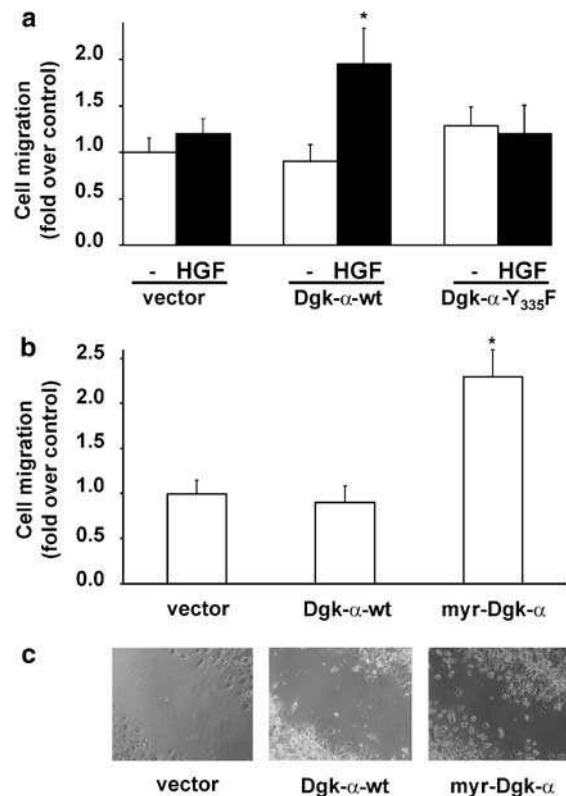 a
*
Cell migration
(fold over control)
2.0
1.5
1.0
0.5
0.0
- HGF - HGF - HGF
vector Dgk-α-wt Dgk-α-Y₃₃₅F
b
*
Cell migration
(fold over control)
2.5
2.0
1.5
1.0
0.5
0.0
vector Dgk-α-wt myr-Dgk-α
c
vector Dgk-α-wt myr-Dgk-α